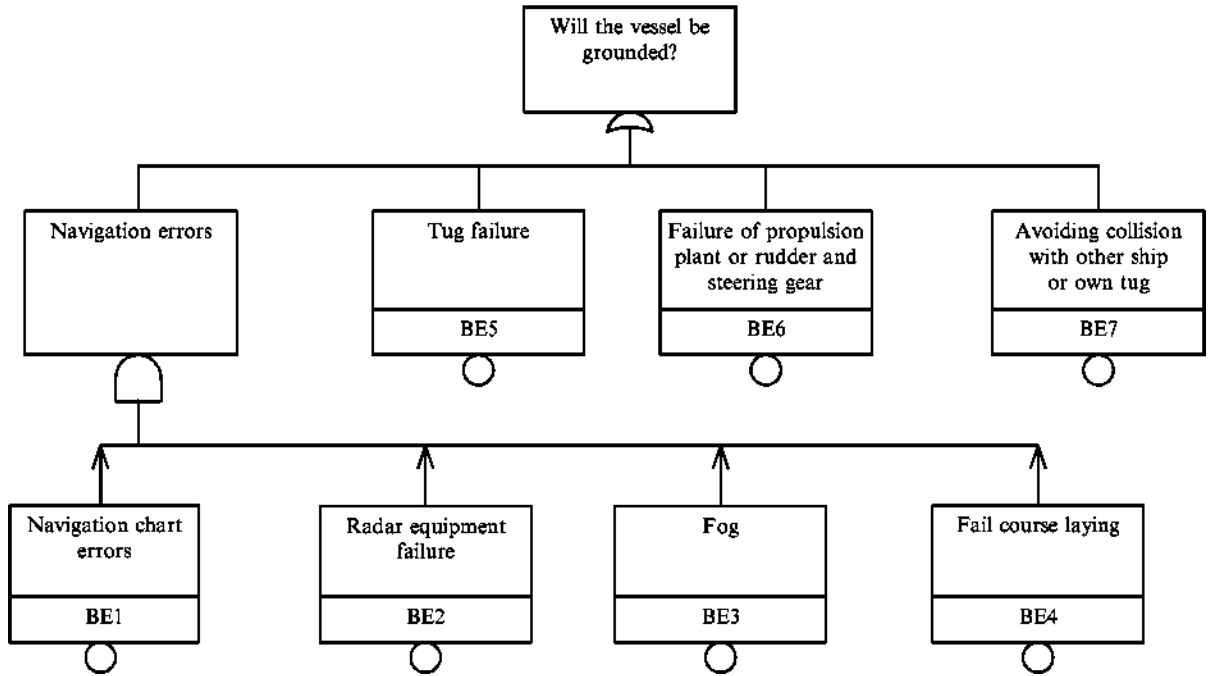 Will the vessel be
grounded?
Navigation errors
Tug failure
BE5
Failure of propulsion
plant or rudder and
steering gear
BE6
Avoiding collision
with other ship
or own tug
BE7
Navigation chart
errors
BE1
Radar equipment
failure
BE2
Fog
BE3
Fail course laying
BE4